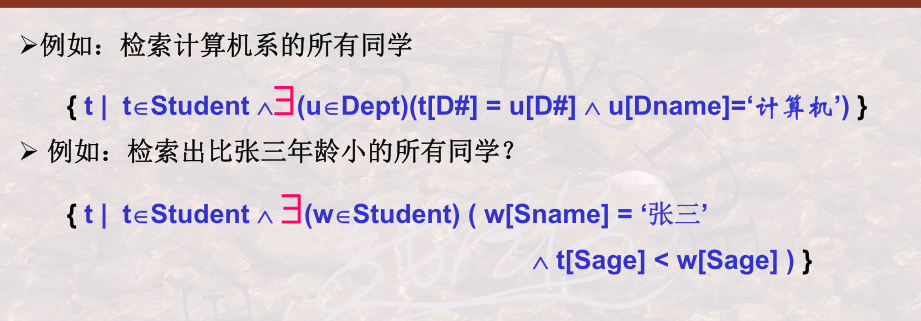 ➢例如：检索计算机系的所有同学
{ t | t∈Student ∧∃(u∈Dept)(t[D#] = u[D#] ∧ u[Dname]=‘计算机’) }
➢ 例如：检索出比张三年龄小的所有同学？
{ t | t∈Student ∧ ∃(w∈Student) ( w[Sname] = ‘张三’
∧ t[Sage] < w[Sage] ) }